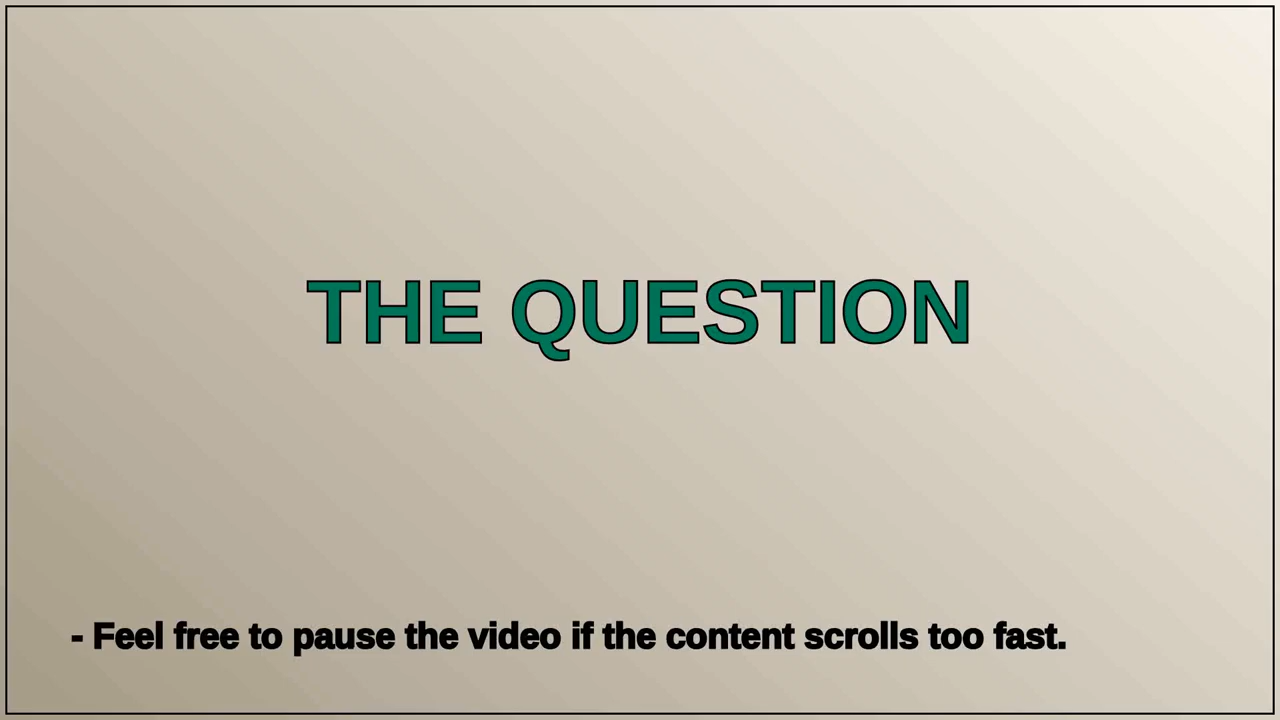 THE QUESTION
- Feel free to pause the video if the content scrolls too fast.